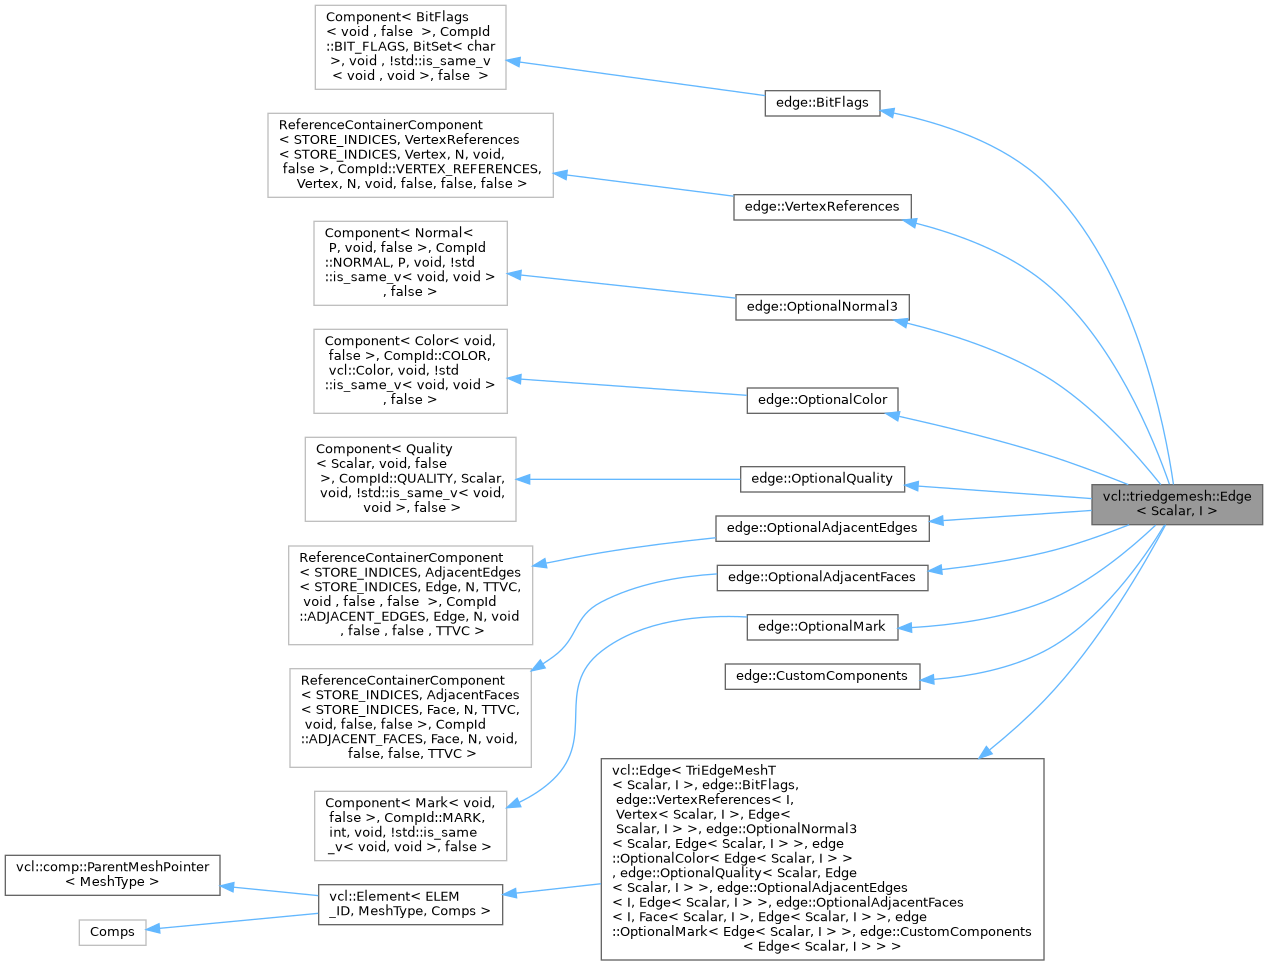 Component< BitFlags
< void , false  >, CompId
::BIT_FLAGS, BitSet< char
 >, void , !std::is_same_v
< void , void >, false  >
edge::BitFlags
ReferenceContainerComponent
< STORE_INDICES, VertexReferences
< STORE_INDICES, Vertex, N, void,
 false >, CompId::VERTEX_REFERENCES,
 Vertex, N, void, false, false, false >
edge::VertexReferences
Component< Normal<
 P, void, false >, CompId
::NORMAL, P, void, !std
::is_same_v< void, void >
, false >
edge::OptionalNormal3
Component< Color< void,
 false >, CompId::COLOR,
 vcl::Color, void, !std
::is_same_v< void, void >
, false >
edge::OptionalColor
Component< Quality
< Scalar, void, false
 >, CompId::QUALITY, Scalar,
 void, !std::is_same_v< void,
 void >, false >
edge::OptionalQuality
vcl::triedgemesh::Edge
< Scalar, I >
edge::OptionalAdjacentEdges
ReferenceContainerComponent
< STORE_INDICES, AdjacentEdges
< STORE_INDICES, Edge, N, TTVC,
 void , false , false  >, CompId
::ADJACENT_EDGES, Edge, N, void
, false , false , TTVC >
edge::OptionalAdjacentFaces
edge::OptionalMark
edge::CustomComponents
ReferenceContainerComponent
< STORE_INDICES, AdjacentFaces
< STORE_INDICES, Face, N, TTVC,
 void, false, false >, CompId
::ADJACENT_FACES, Face, N, void,
 false, false, TTVC >
Component< Mark< void,
 false >, CompId::MARK,
 int, void, !std::is_same
_v< void, void >, false >
vcl::Edge< TriEdgeMeshT
< Scalar, I >, edge::BitFlags,
 edge::VertexReferences< I,
 Vertex< Scalar, I >, Edge<
 Scalar, I > >, edge::OptionalNormal3
< Scalar, Edge< Scalar, I > >, edge
::OptionalColor< Edge< Scalar, I > >
, edge::OptionalQuality< Scalar, Edge
< Scalar, I > >, edge::OptionalAdjacentEdges
< I, Edge< Scalar, I > >, edge::OptionalAdjacentFaces
< I, Face< Scalar, I >, Edge< Scalar, I > >, edge
::OptionalMark< Edge< Scalar, I > >, edge::CustomComponents
< Edge< Scalar, I > > >
vcl::comp::ParentMeshPointer
< MeshType >
vcl::Element< ELEM
_ID, MeshType, Comps >
Comps